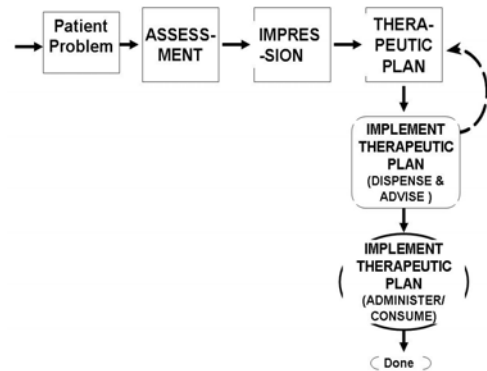 Patient
Problem
ASSESS-
MENT
IMPRES
-SION
THERA-
PEUTIC
PLAN
IMPLEMENT
THERAPEUTIC
PLAN
(DISPENSE &
ADVISE )
IMPLEMENT
THERAPEUTIC
PLAN
(ADMINISTER/
CONSUME)
Done